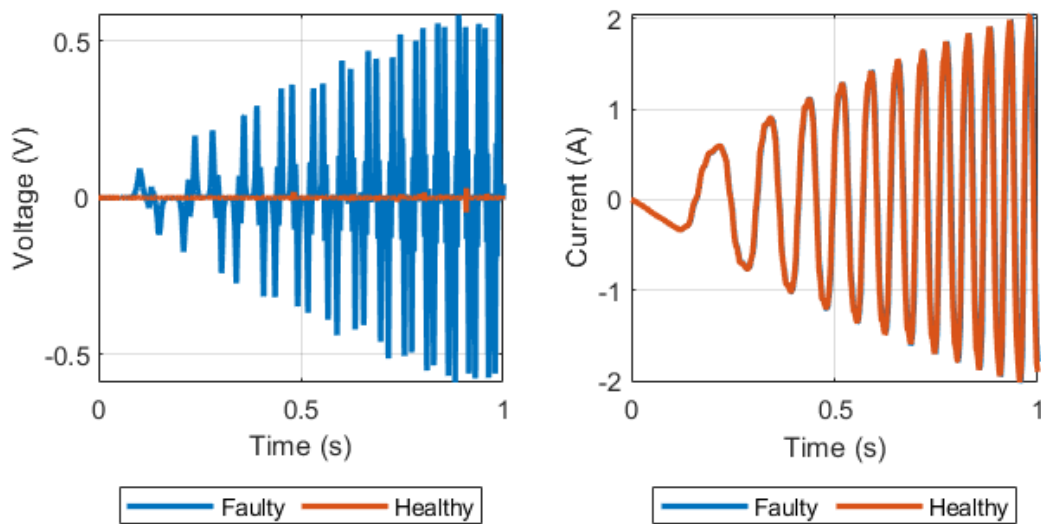 Voltage (V)
0.5
0
-0.5
0
0.5
1
Time (s)
Faulty
Healthy
Current (A)
2
1
0
-1
-2
0
0.5
1
Time (s)
Faulty
Healthy